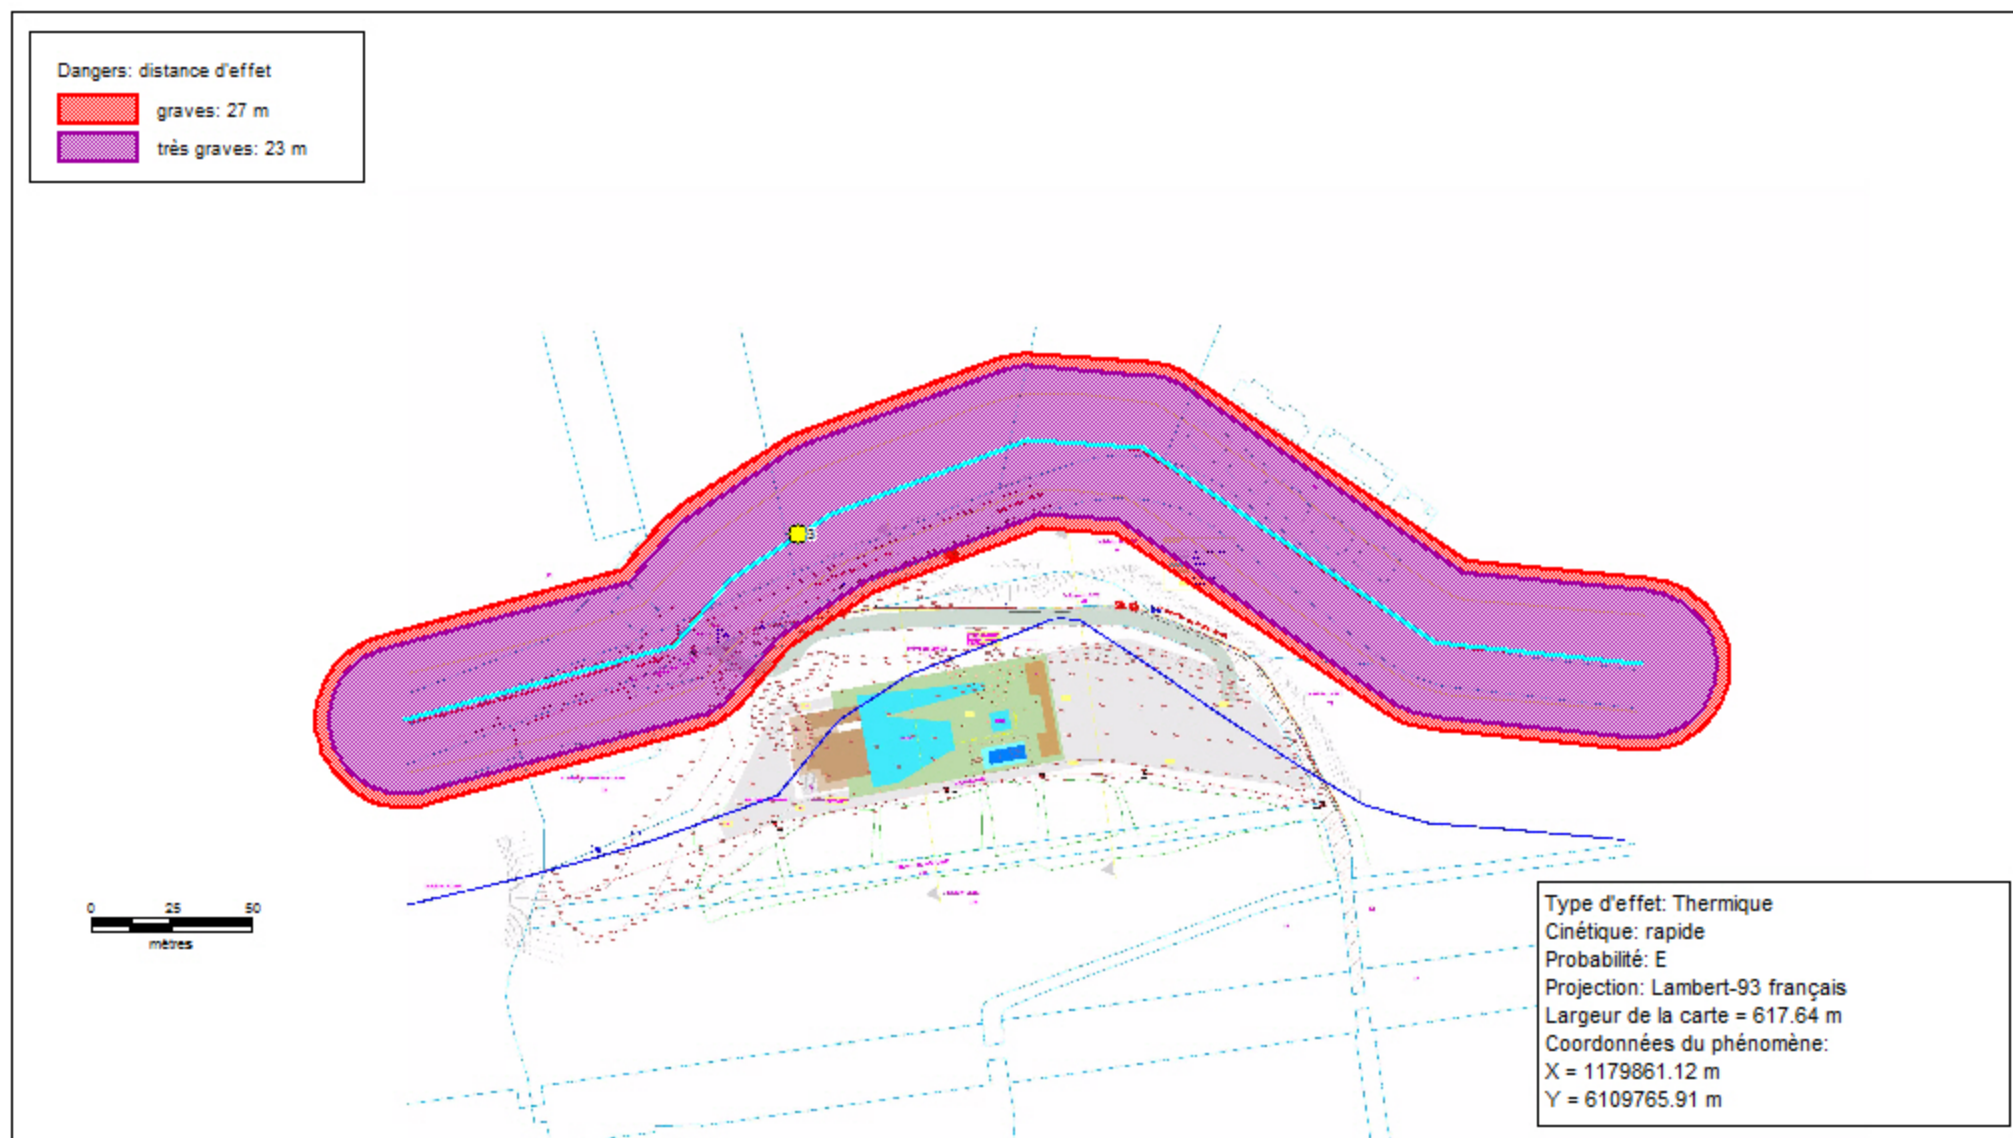 Dangers: distance d'effet
graves: 27 m
très graves: 23 m
0 25 50
mètres
Type d'effet: Thermique
Cinétique: rapide
Probabilité: E
Projection: Lambert-93 français
Largeur de la carte = 617.64 m
Coordonnées du phénomène:
X = 1179861.12 m
Y = 6109765.91 m